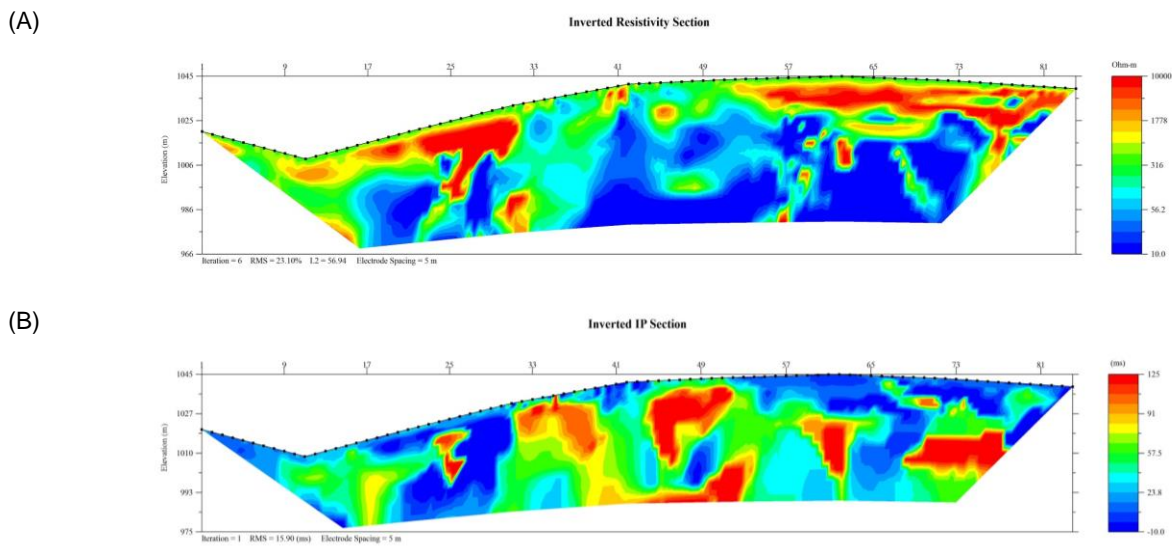 (A)
Inverted Resistivity Section
1 9 17 25 33 41 49 57 65 73 81
Ohm-m
1045
1025
1006
986
966
Elevation (m)
10000
1778
316
56.2
10.0
Iteration = 6 RMS = 23.10% L2 = 56.94 Electrode Spacing = 5 m
(B)
Inverted IP Section
1 9 17 25 33 41 49 57 65 73 81
(ms)
1045
1027
1010
993
975
Elevation (m)
125
91
57.5
23.8
-10.0
Iteration = 1 RMS = 15.90 (ms) Electrode Spacing = 5 m